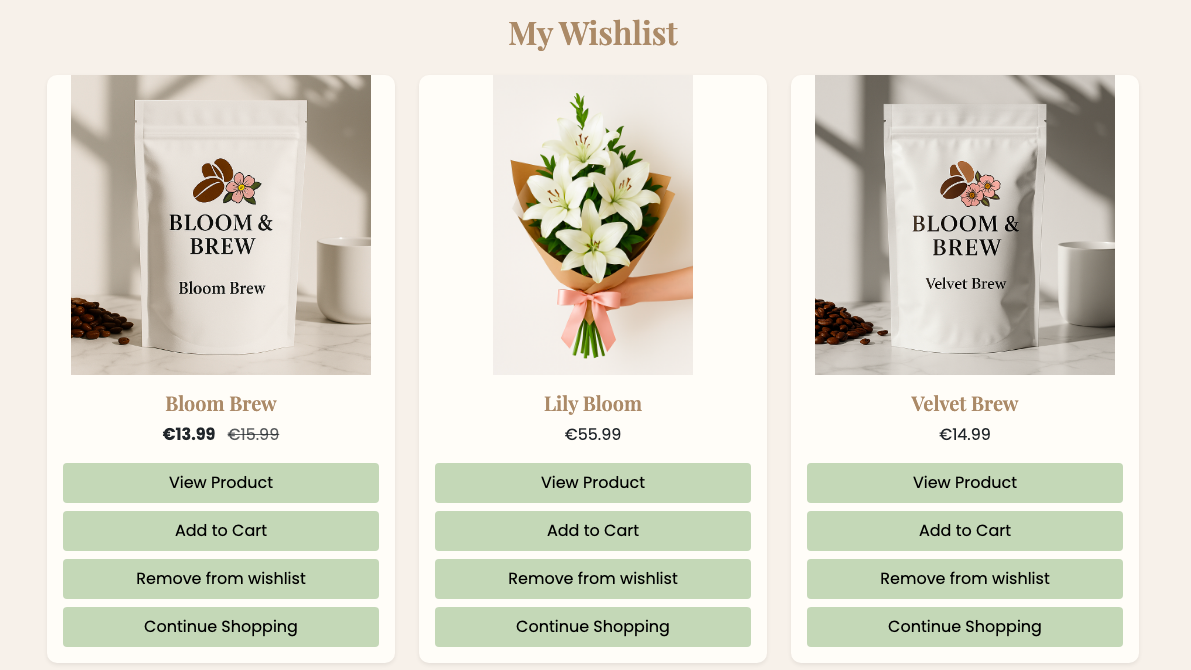 My Wishlist
BLOOM &
BREW
Bloom Brew
BLOOM &
BREW
Velvet Brew
Bloom Brew
€13.99 €15.99
View Product
Add to Cart
Remove from wishlist
Continue Shopping
Lily Bloom
€55.99
View Product
Add to Cart
Remove from wishlist
Continue Shopping
Velvet Brew
€14.99
View Product
Add to Cart
Remove from wishlist
Continue Shopping